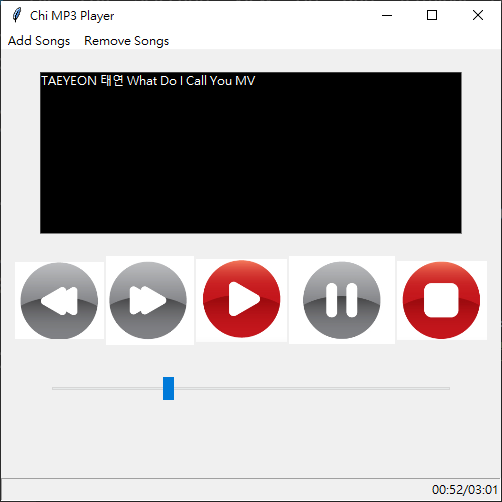 Chi MP3 Player
Add Songs Remove Songs
TAEYEON 태연 What Do I Call You MV
00:52/03:01